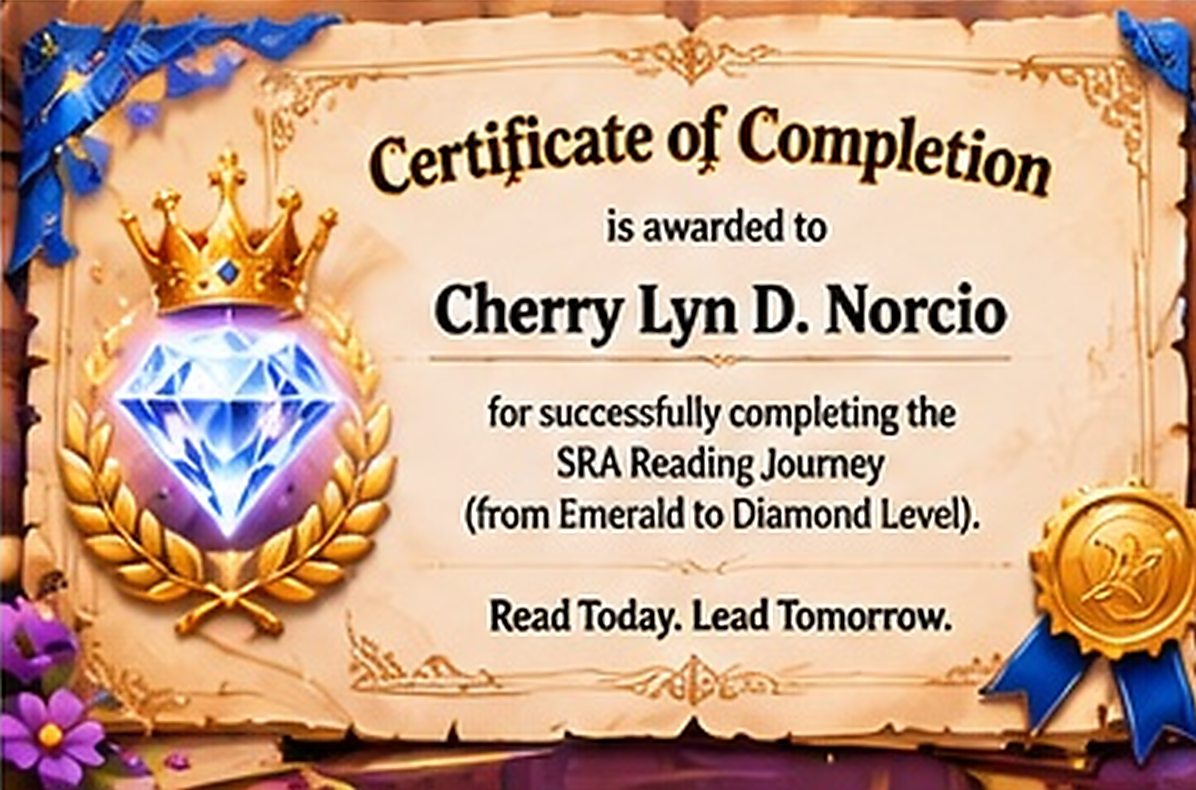 Certificate of Completion
is awarded to
Cherry Lyn D. Norcio
for successfully completing the
SRA Reading Journey
(from Emerald to Diamond Level).
Read Today. Lead Tomorrow.